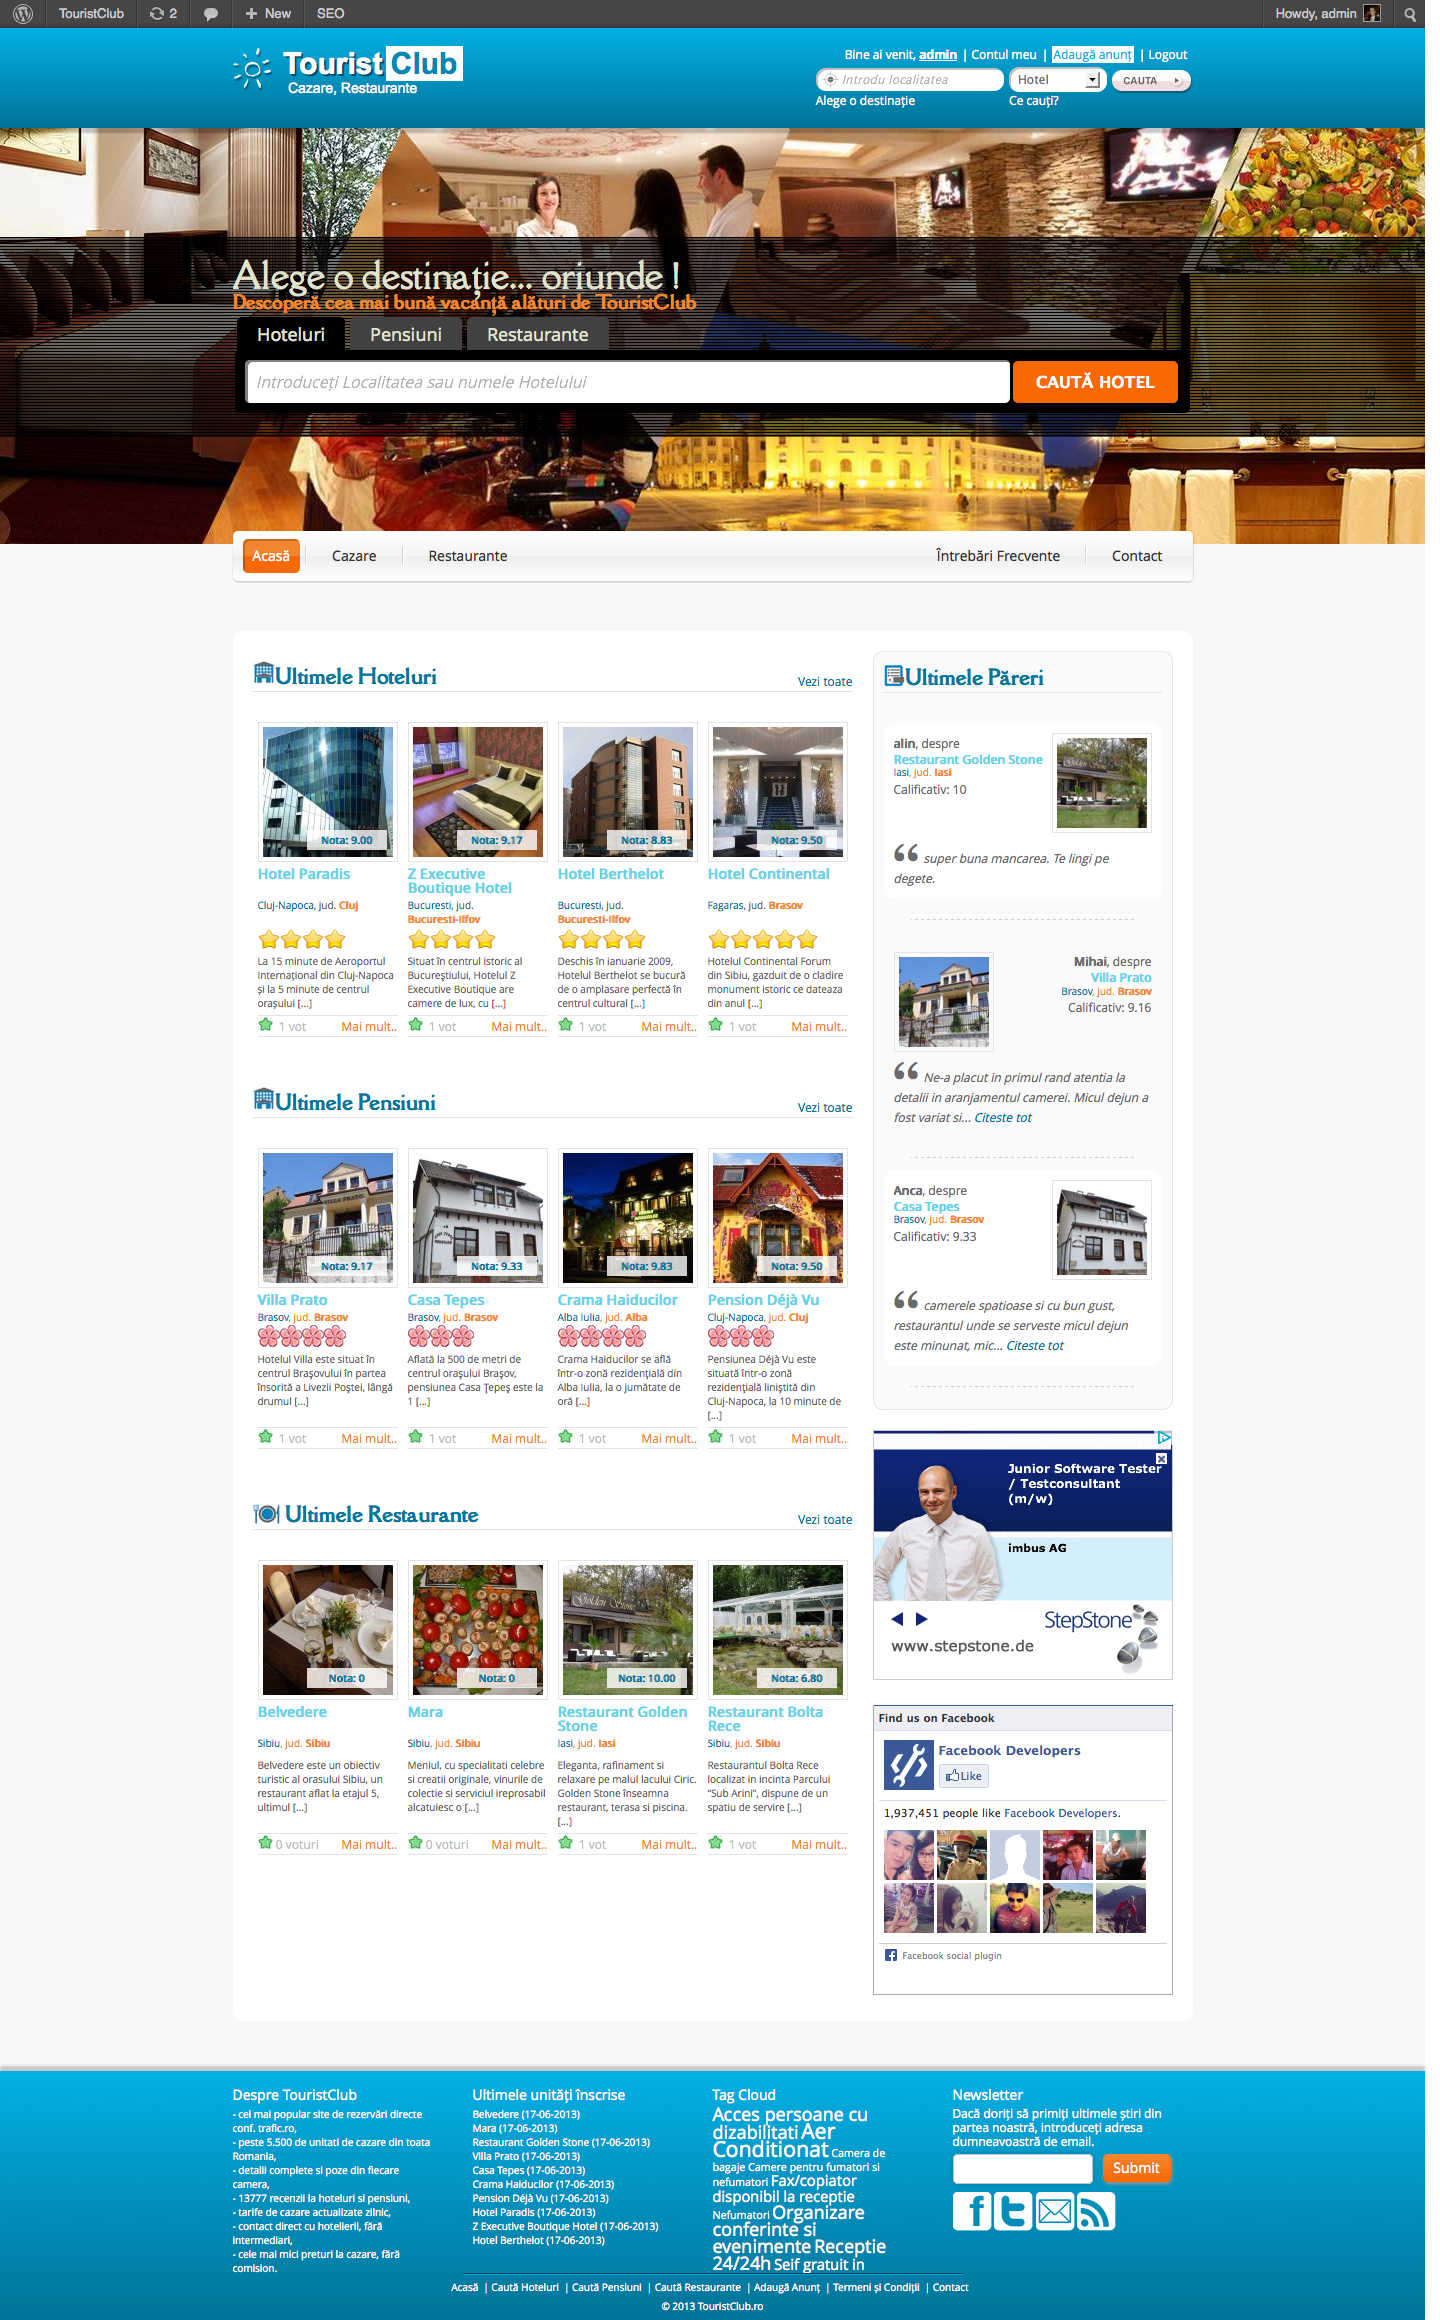 TouristClub
2
New
SEO
Howdy, admin
Tourist Club
Cazare, Restaurante
Bine ai venit, admin | Contul meu | Adaugă anunț | Logout
Introdu localitatea
Hotel
CAUTA
Alege o destinație
Ce cauți?
Alege o destinație... oriunde !
Descoperă cea mai bună vacanță alături de TouristClub
Hoteluri
Pensiuni
Restaurante
Introduceți Localitatea sau numele Hotelului
CAUTĂ HOTEL
Acasă
Cazare
Restaurante
Întrebări Frecvente
Contact
Ultimele Hoteluri
Vezi toate
Nota: 9.00
Hotel Paradis
Cluj-Napoca, jud. Cluj
La 15 minute de Aeroportul
Internațional din Cluj-Napoca
și la 5 minute de centrul
orașului [...]
1 vot
Mai mult..
Nota: 9.17
Z Executive
Boutique Hotel
Bucuresti, jud.
Bucuresti-Ilfov
Situat în centrul istoric al
Bucureștiului, Hotelul Z
Executive Boutique are
camere de lux, cu [...]
1 vot
Mai mult..
Nota: 8.83
Hotel Berthelot
Bucuresti, jud.
Bucuresti-Ilfov
Deschis în ianuarie 2009,
Hotelul Berthelot se bucură
de o amplasare perfectă în
centrul cultural [...]
1 vot
Mai mult..
Nota: 9.50
Hotel Continental
Fagaras, jud. Brasov
Hotelul Continental Forum
din Sibiu, gazduit de o cladire
monument istoric ce dateaza
din anul [...]
1 vot
Mai mult..
Ultimele Pensiuni
Vezi toate
VILLA PRATO
Nota: 9.17
Villa Prato
Brasov, jud. Brasov
Hotelul Villa este situat în
centrul Brașovului în partea
însorită a Livezii Poștei, lângă
drumul [...]
1 vot
Mai mult..
Nota: 9.33
Casa Tepes
Brasov, jud. Brasov
Aflată la 500 de metri de
centrul orașului Brașov,
pensiunea Casa Țepeș este la
1 [...]
1 vot
Mai mult..
Nota: 9.83
Crama Haiducilor
Alba Iulia, jud. Alba
Crama Haiducilor se află
într-o zonă rezidențială din
Alba Iulia, la o jumătate de
oră [...]
1 vot
Mai mult..
Nota: 9.50
Pension Déjà Vu
Cluj-Napoca, jud. Cluj
Pensiunea Déjà Vu este
situată într-o zonă
rezidențială liniștită din
Cluj-Napoca, la 10 minute de
[...]
1 vot
Mai mult..
Ultimele Restaurante
Vezi toate
Nota: 0
Belvedere
Sibiu, jud. Sibiu
Belvedere este un obiectiv
turistic al orasului Sibiu, un
restaurant aflat la etajul 5,
ultimul [...]
0 voturi
Mai mult..
Nota: 0
Mara
Sibiu, jud. Sibiu
Meniul, cu specialitati celebre
si creatii originale, vinurile de
colectie si serviciul ireprosabil
alcatuiesc o [...]
0 voturi
Mai mult..
Golden Stone
Nota: 10.00
Restaurant Golden
Stone
Iasi, jud. Iasi
Eleganta, rafinament si
relaxare pe malul lacului Ciric.
Golden Stone înseamna
restaurant, terasa si piscina.
[...]
1 vot
Mai mult..
Nota: 6.80
Restaurant Bolta
Rece
Sibiu, jud. Sibiu
Restaurantul Bolta Rece
localizat in incinta Parcului
“Sub Arini”, dispune de un
spatiu de servire [...]
1 vot
Mai mult..
Ultimele Păreri
alin, despre
Restaurant Golden Stone
Iasi, jud. Iasi
Calificativ: 10
“ super buna mancarea. Te lingi pe
degete.
Mihai, despre
Villa Prato
Brasov, jud. Brasov
Calificativ: 9.16
“ Ne-a placut in primul rand atentia la
detalii in aranjamentul camerei. Micul dejun a
fost variat si... Citeste tot
Anca, despre
Casa Tepes
Brasov, jud. Brasov
Calificativ: 9.33
“ camerele spatioase si cu bun gust,
restaurantul unde se serveste micul dejun
este minunat, mic... Citeste tot
Junior Software Tester
/ Testconsultant
(m/w)
imbus AG
StepStone
www.stepstone.de
Find us on Facebook
Facebook Developers
Like
1,937,451 people like Facebook Developers.
Facebook social plugin
Despre TouristClub
- cel mai popular site de rezervări directe
conf. trafic.ro,
- peste 5.500 de unitati de cazare din toata
Romania,
- detalii complete si poze din fiecare
camera,
- 13777 recenzii la hoteluri si pensiuni,
- tarife de cazare actualizate zilnic,
- contact direct cu hotelierii, fără
intermediari,
- cele mai mici preturi la cazare, fără
comision.
Ultimele unități înscrise
Belvedere (17-06-2013)
Mara (17-06-2013)
Restaurant Golden Stone (17-06-2013)
Villa Prato (17-06-2013)
Casa Tepes (17-06-2013)
Crama Haiducilor (17-06-2013)
Pension Déjà Vu (17-06-2013)
Hotel Paradis (17-06-2013)
Z Executive Boutique Hotel (17-06-2013)
Hotel Berthelot (17-06-2013)
Tag Cloud
Acces persoane cu
dizabilitati Aer
Conditionat Camera de
bagaje Camere pentru fumatori si
nefumatori Fax/copiator
disponibil la receptie
Nefumatori Organizare
conferinte si
evenimente Receptie
24/24h Seif gratuit in
Newsletter
Dacă doriți să primiți ultimele știri din
partea noastră, introduceți adresa
dumneavoastră de email.
Submit
Acasă | Caută Hoteluri | Caută Pensiuni | Caută Restaurante | Adaugă Anunț | Termeni și Condiții | Contact
© 2013 TouristClub.ro